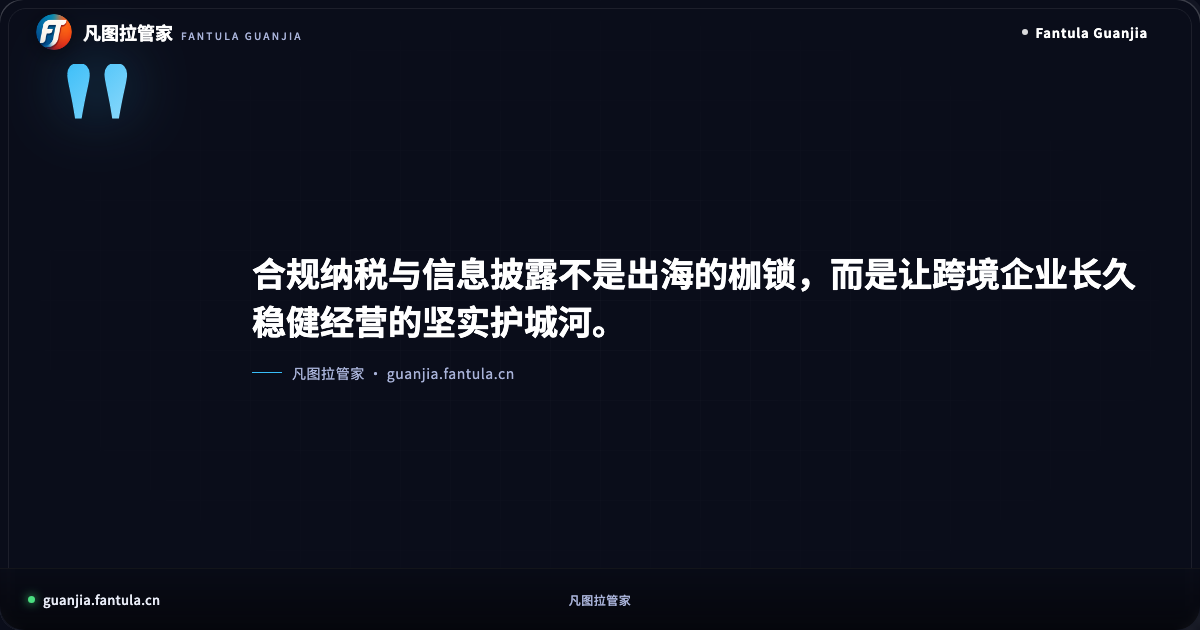 FT 凡图拉管家 FANTULA GUANJIA
Fantula Guanjia
"
合规纳税与信息披露不是出海的枷锁，而是让跨境企业长久
稳健经营的坚实护城河。
凡图拉管家 · guanjia.fantula.cn
guanjia.fantula.cn
凡图拉管家